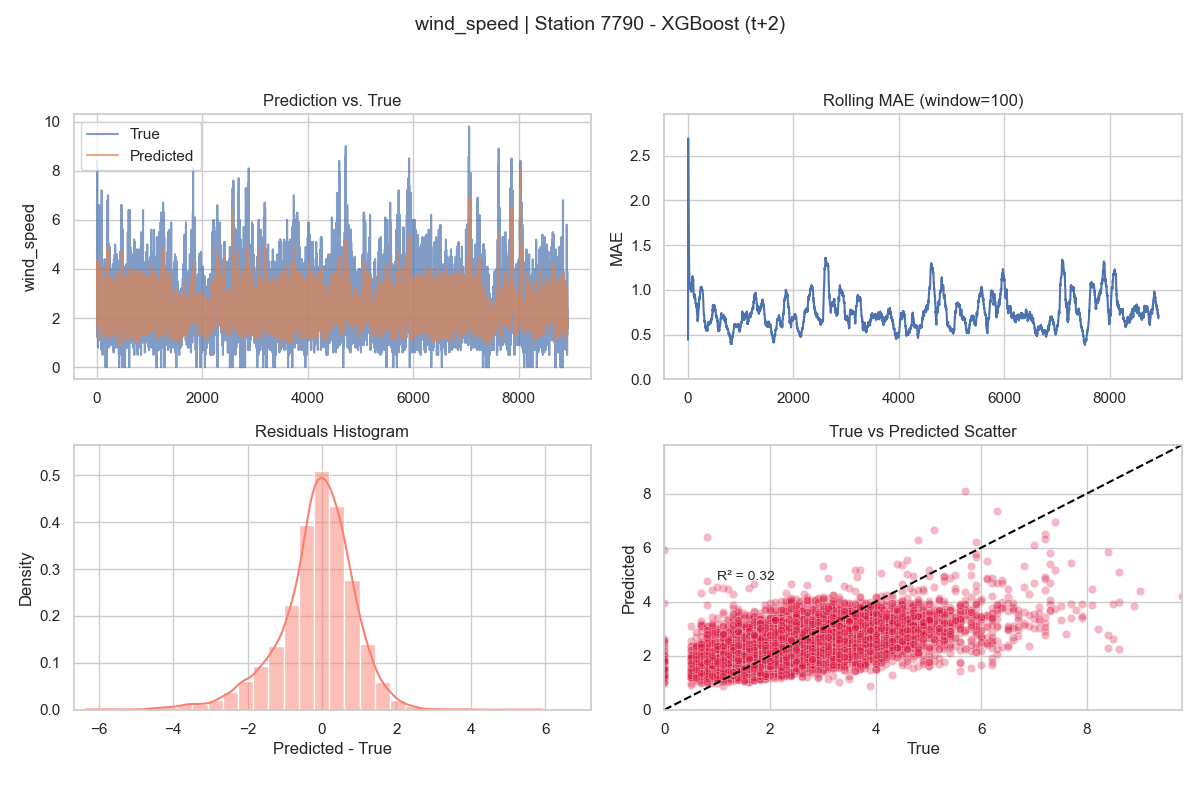 wind_speed | Station 7790 - XGBoost (t+2)
Prediction vs. True
True
Predicted
wind_speed
10
8
6
4
2
0
0 2000 4000 6000 8000
Rolling MAE (window=100)
MAE
2.5
2.0
1.5
1.0
0.5
0.0
0 2000 4000 6000 8000
Residuals Histogram
Density
0.5
0.4
0.3
0.2
0.1
0.0
−6 −4 −2 0 2 4 6
Predicted - True
True vs Predicted Scatter
Predicted
8
6
4
2
0
R² = 0.32
0 2 4 6 8
True